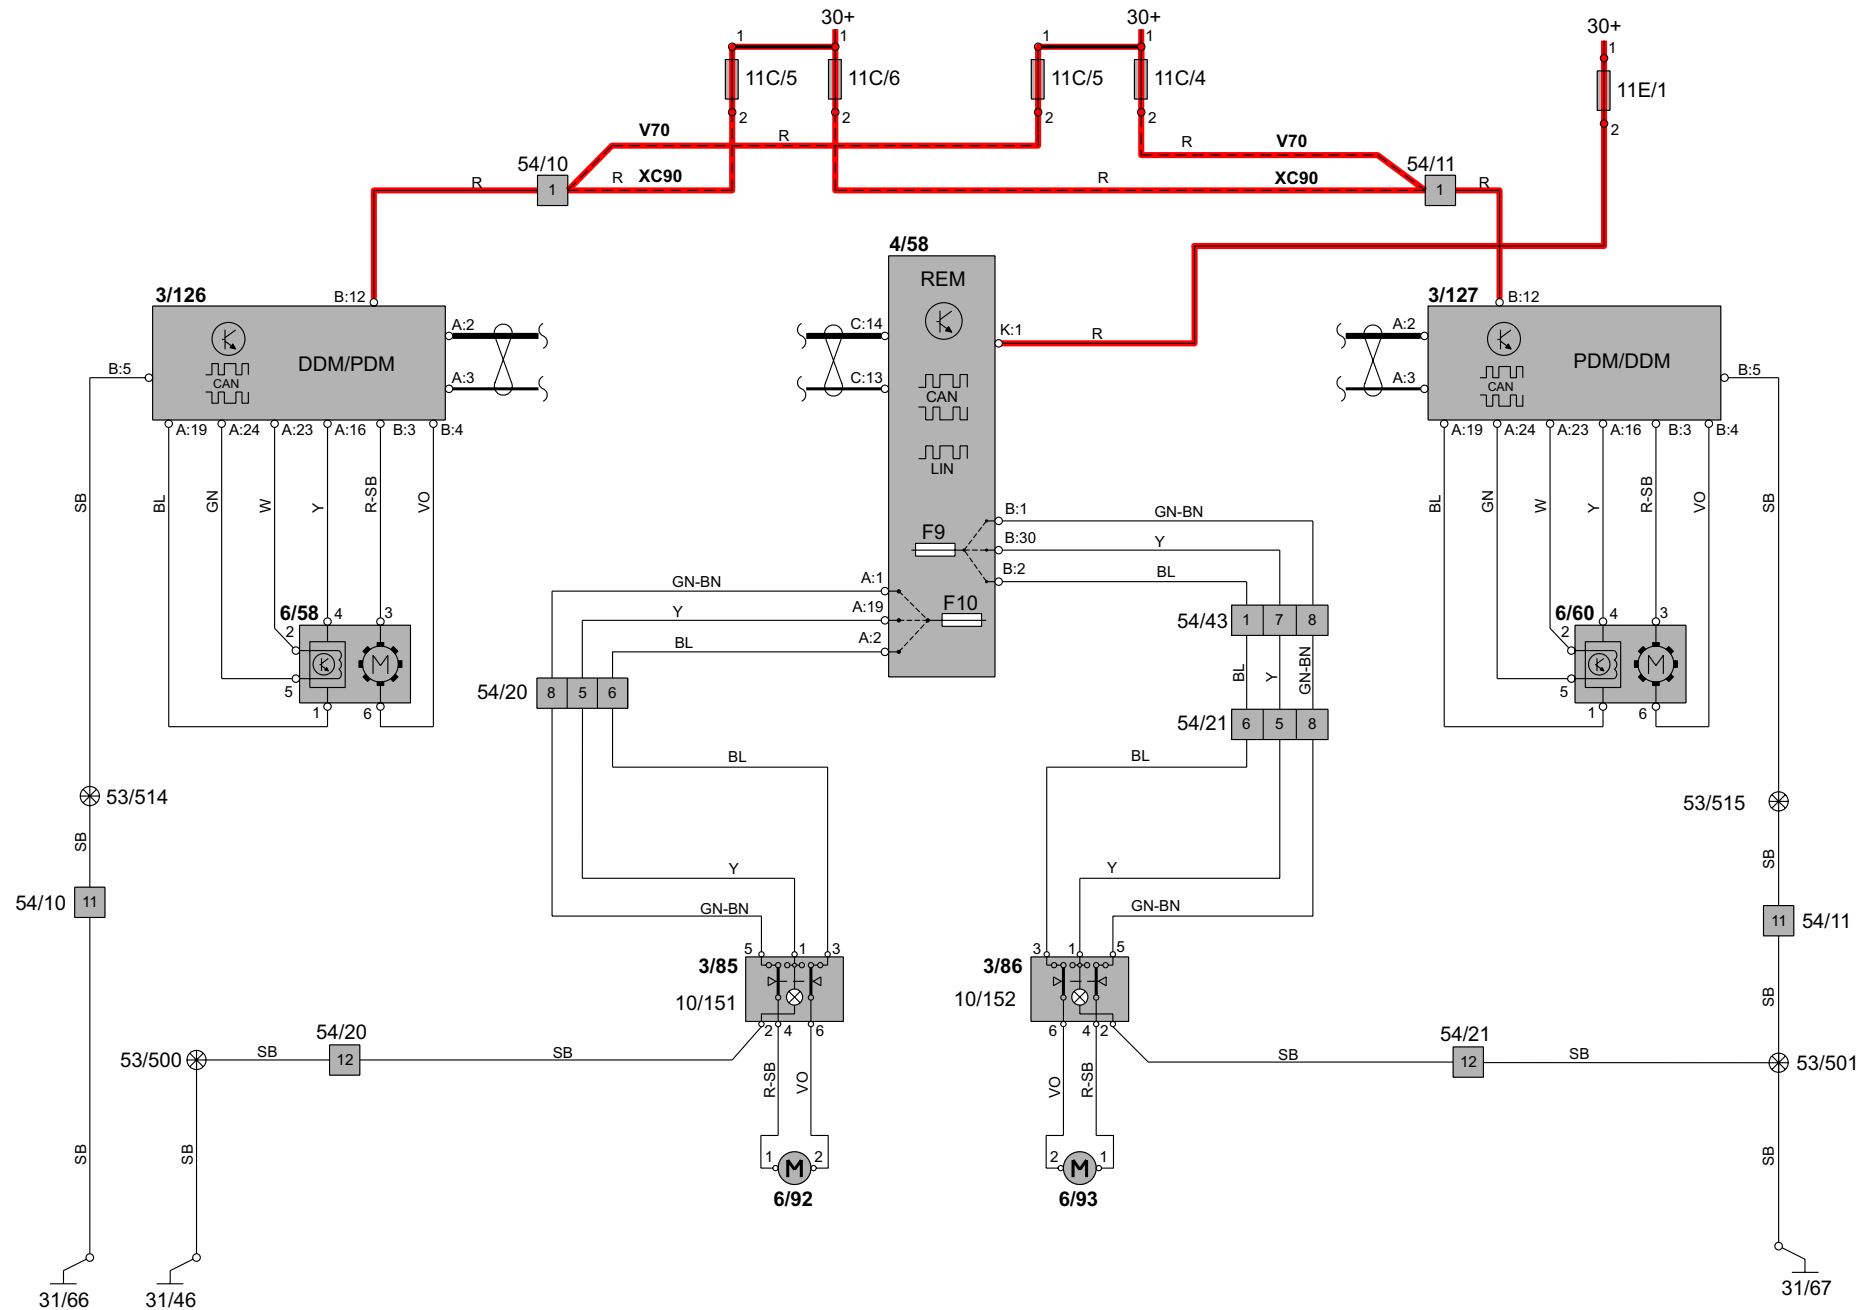 30+ 30+ 30+
1 1 1 1 1
11C/5 11C/6 11C/5 11C/4 11E/1
2 2 2 2 2
V70 R R V70
54/10 54/11
R 1 R XC90 R XC90 1 R
4/58
REM
3/126 B:12 3/127 B:12
A:2 C:14 K:1 R A:2
DDM/PDM PDM/DDM
B:5 CAN A:3 C:13 CAN A:3 CAN B:5
A:19 A:24 A:23 A:16 B:3 B:4 A:19 A:24 A:23 A:16 B:3 B:4
LIN
SB BL GN W Y R-SB VO BL GN W Y R-SB VO SB
B:1 GN-BN
F9 B:30 Y
B:2 BL
GN-BN A:1
Y A:19 F10
BL A:2
6/58 4 3 54/43 1 7 8 6/60 4 3
2 M 2 M
5 5
1 6 1 6
BL Y GN-BN
54/20 8 5 6
54/21 6 5 8
BL BL
53/514 53/515
SB SB
Y Y
54/10 11 GN-BN GN-BN 11 54/11
5 1 3 3 1 5
3/85 3/86
10/151 10/152
SB
2 4 6 6 4 2
54/20 54/21
53/500 SB 12 SB SB 12 SB 53/501
R-SB VO VO R-SB
SB SB SB
1 M 2 2 M 1
6/92 6/93
31/66 31/46 31/67